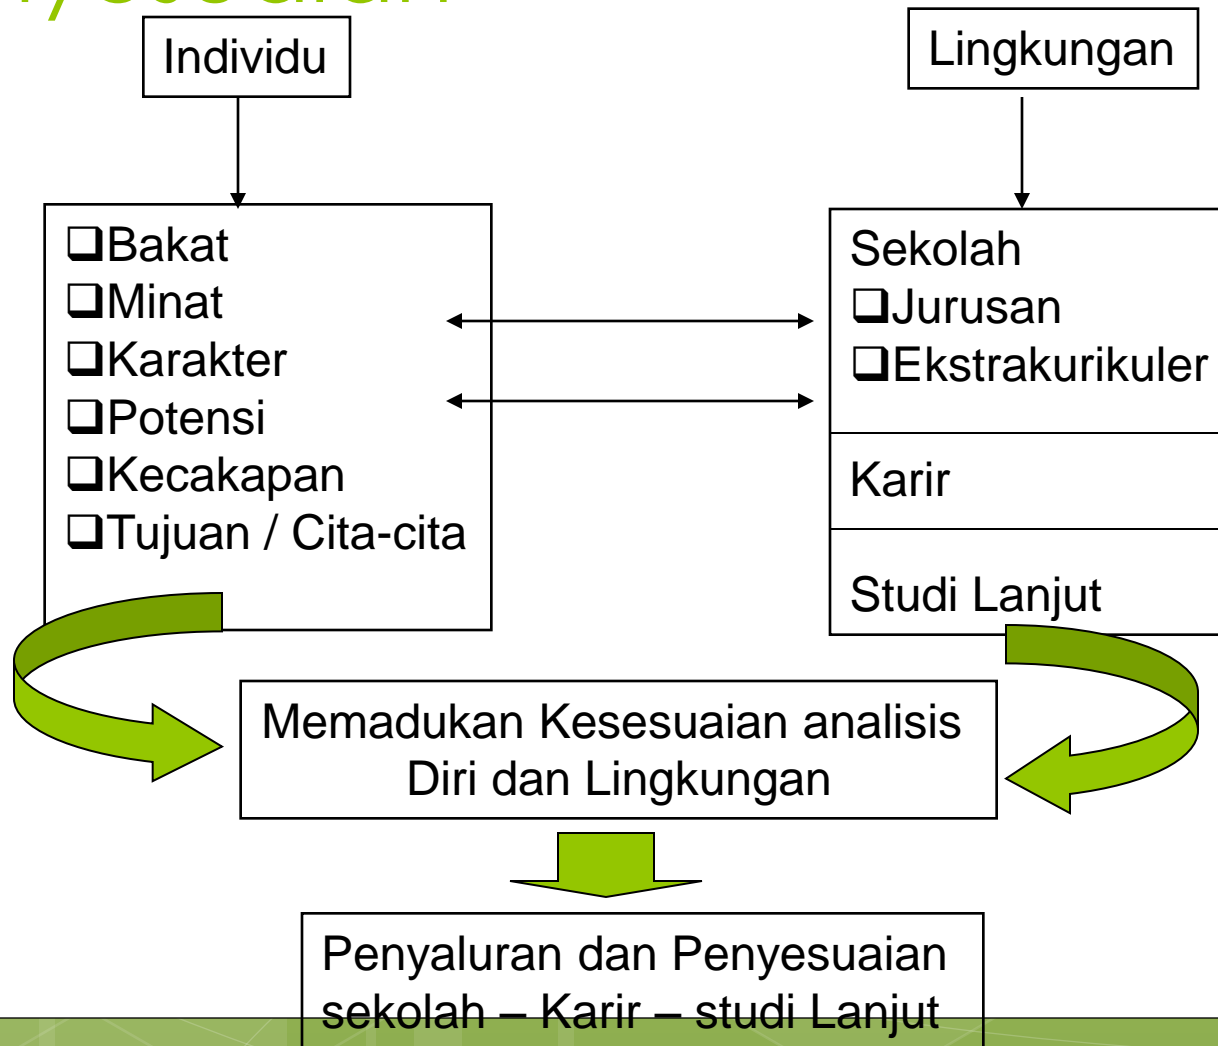 Individu
Lingkungan
❑Bakat
❑Minat
❑Karakter
❑Potensi
❑Kecakapan
❑Tujuan / Cita-cita
Sekolah
❑Jurusan
❑Ekstrakurikuler
Karir
Studi Lanjut
Memadukan Kesesuaian analisis
Diri dan Lingkungan
Penyaluran dan Penyesuaian
sekolah – Karir – studi Lanjut